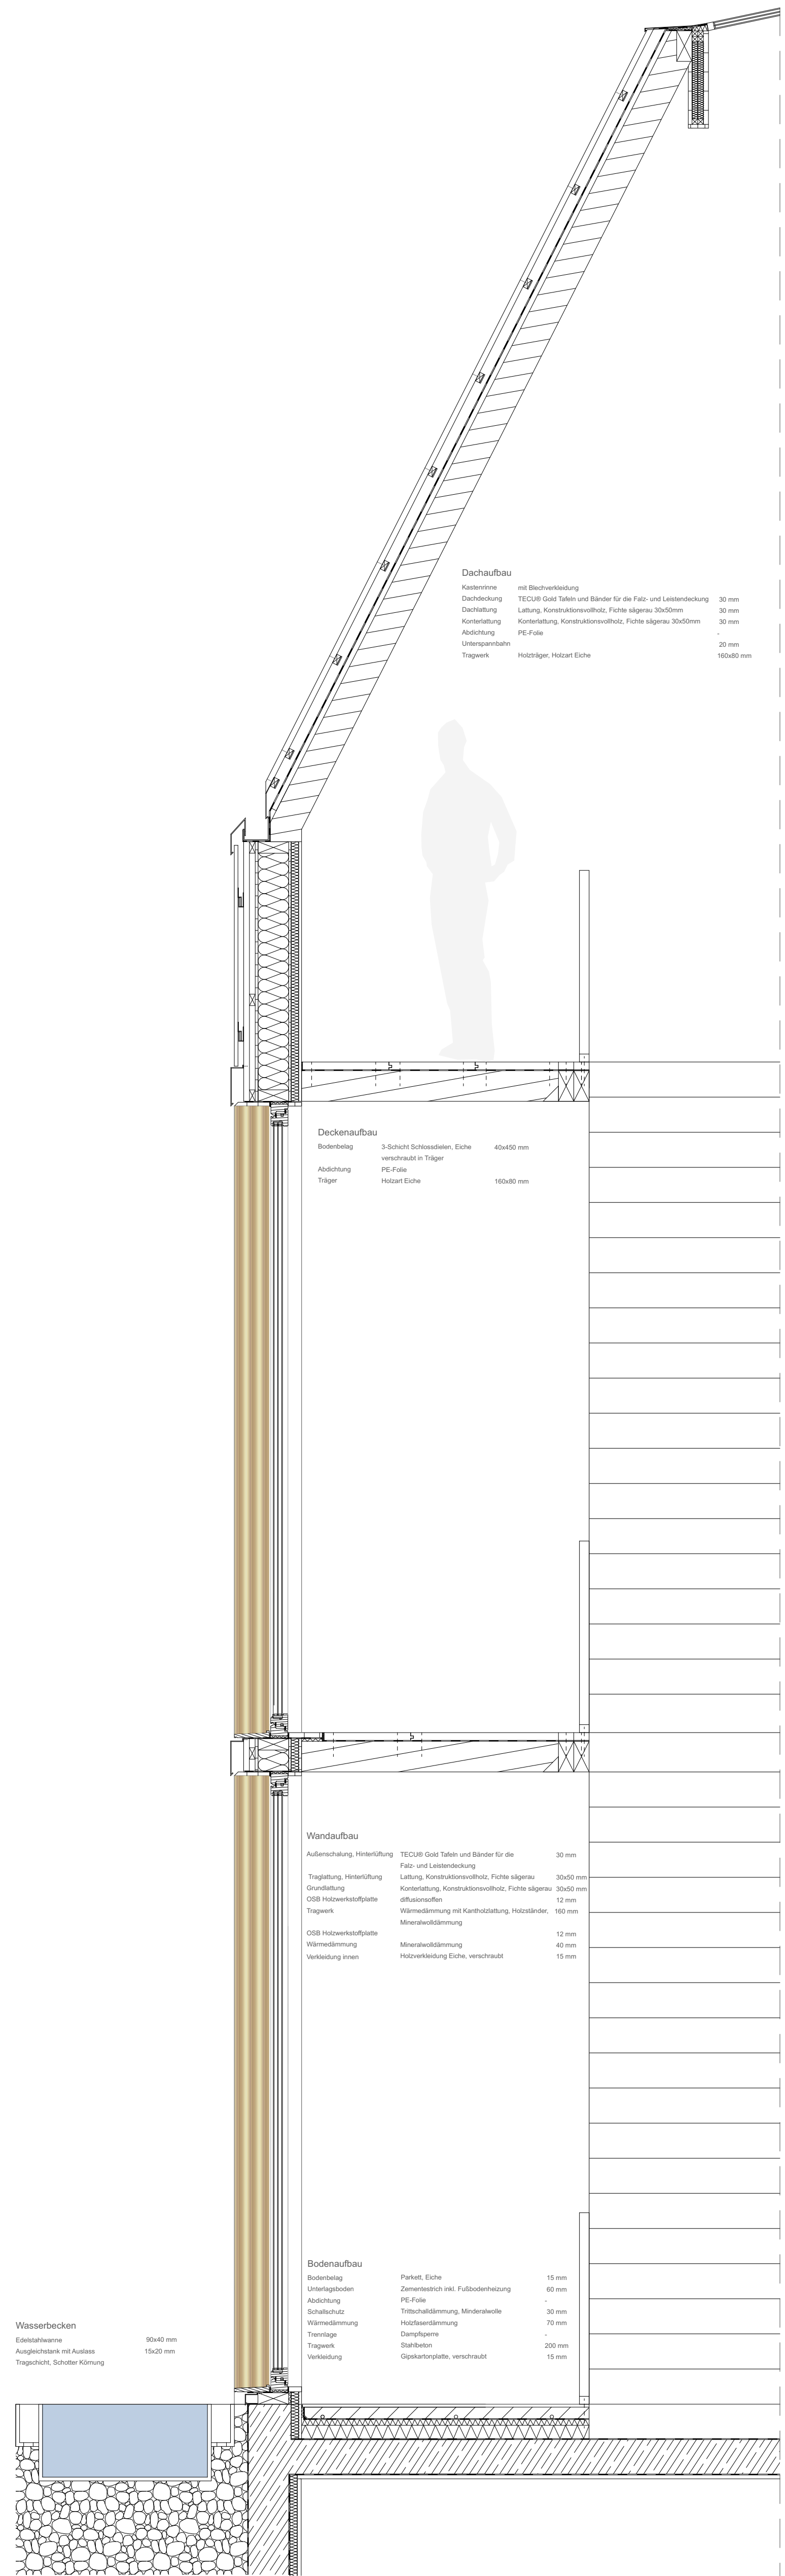 Dachaufbau
Kastenrinne mit Blechverkleidung
Dachdeckung TECU® Gold Tafeln und Bänder für die Falz- und Leistendeckung 30 mm
Dachlattung Lattung, Konstruktionsvollholz, Fichte sägerau 30x50mm 30 mm
Konterlattung Konterlattung, Konstruktionsvollholz, Fichte sägerau 30x50mm 30 mm
Abdichtung PE-Folie -
Unterspannbahn 20 mm
Tragwerk Holzträger, Holzart Eiche 160x80 mm
Deckenaufbau
Bodenbelag 3-Schicht Schlossdielen, Eiche 40x450 mm
verschraubt in Träger
Abdichtung PE-Folie
Träger Holzart Eiche 160x80 mm
Wandaufbau
Außenschalung, Hinterlüftung TECU® Gold Tafeln und Bänder für die 30 mm
Falz- und Leistendeckung
Traglattung, Hinterlüftung Lattung, Konstruktionsvollholz, Fichte sägerau 30x50 mm
Grundlattung Konterlattung, Konstruktionsvollholz, Fichte sägerau 30x50 mm
OSB Holzwerkstoffplatte diffusionsoffen 12 mm
Tragwerk Wärmedämmung mit Kantholzlattung, Holzständer, 160 mm
Mineralwolldämmung
OSB Holzwerkstoffplatte 12 mm
Wärmedämmung Mineralwolldämmung 40 mm
Verkleidung innen Holzverkleidung Eiche, verschraubt 15 mm
Bodenaufbau
Bodenbelag Parkett, Eiche 15 mm
Unterlagsboden Zementestrich inkl. Fußbodenheizung 60 mm
Abdichtung PE-Folie -
Schallschutz Trittschalldämmung, Minderalwolle 30 mm
Wärmedämmung Holzfaserdämmung 70 mm
Trennlage Dampfsperre -
Tragwerk Stahlbeton 200 mm
Verkleidung Gipskartonplatte, verschraubt 15 mm
Wasserbecken
Edelstahlwanne 90x40 mm
Ausgleichstank mit Auslass 15x20 mm
Tragschicht, Schotter Körnung